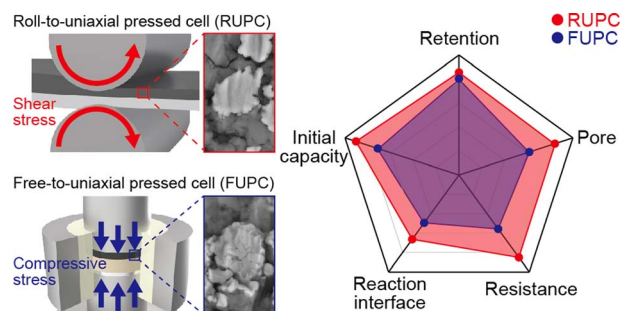 Roll-to-uniaxial pressed cell (RUPC)
Shear
stress
Free-to-uniaxial pressed cell (FUPC)
Compressive
stress
RUPC
FUPC
Retention
Initial
capacity
Pore
Reaction
interface
Resistance